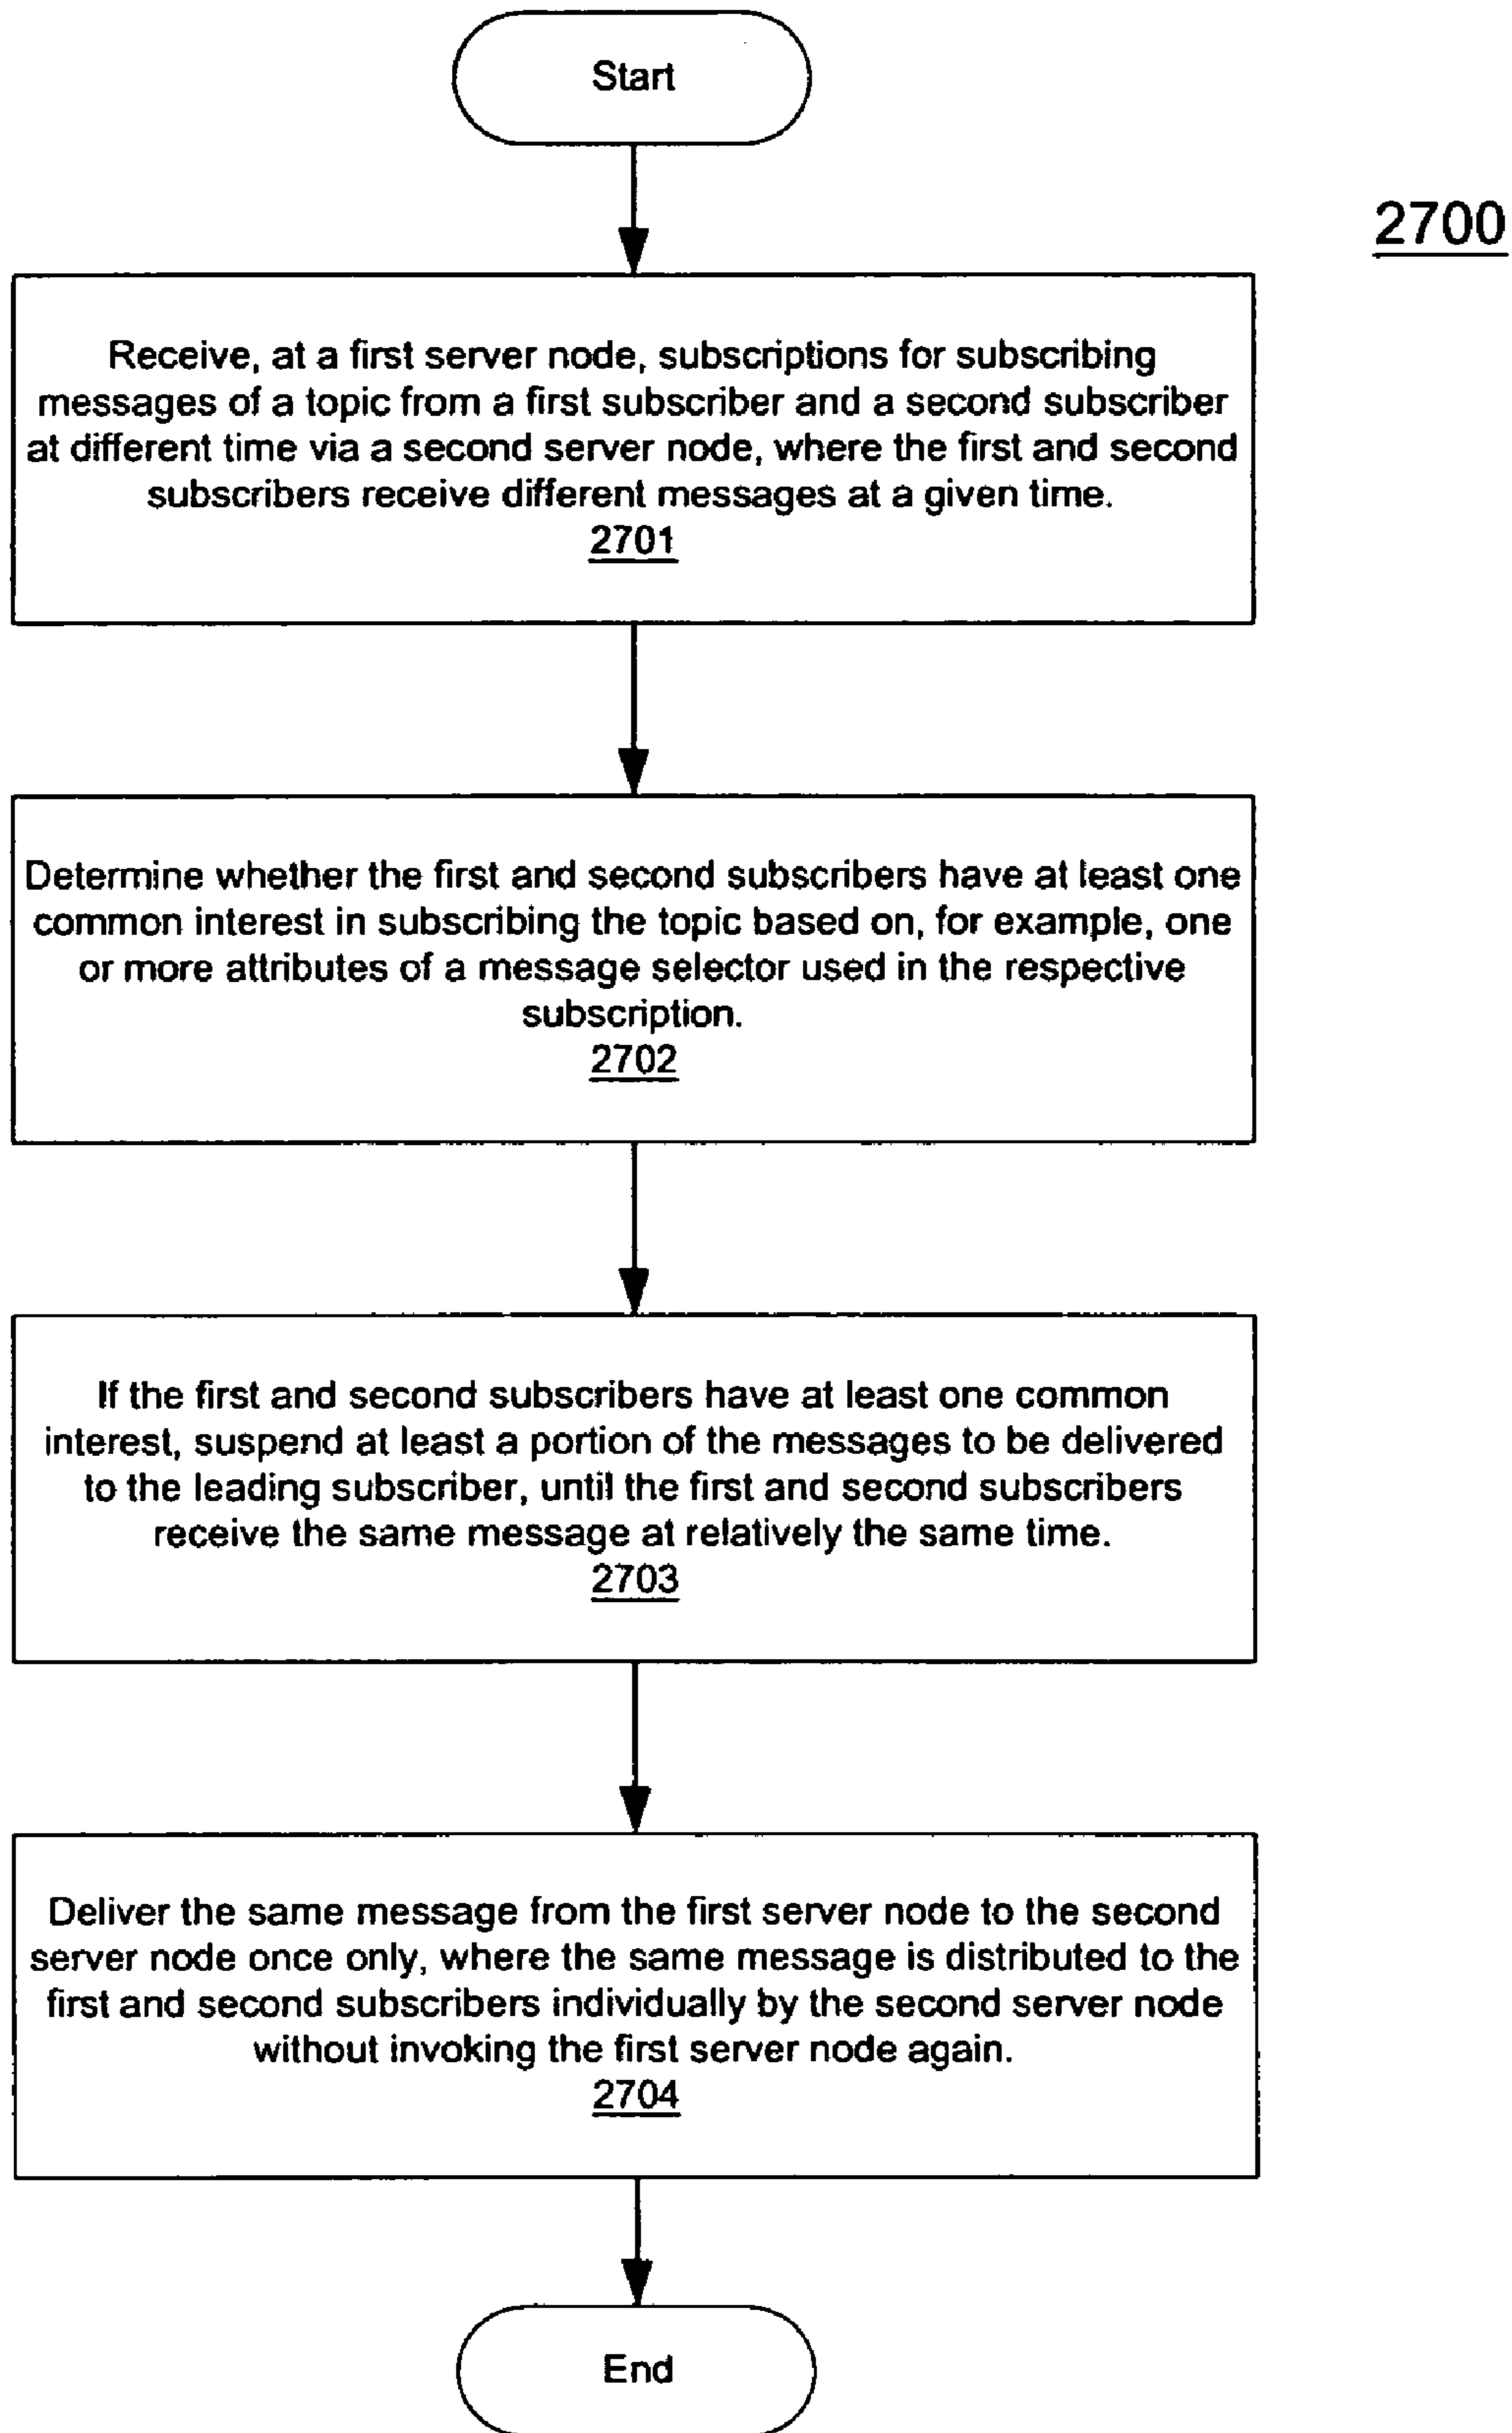 Start
2700
Receive, at a first server node, subscriptions for subscribing
messages of a topic from a first subscriber and a second subscriber
at different time via a second server node, where the first and second
subscribers receive different messages at a given time.
2701
Determine whether the first and second subscribers have at least one
common interest in subscribing the topic based on, for example, one
or more attributes of a message selector used in the respective
subscription.
2702
If the first and second subscribers have at least one common
interest, suspend at least a portion of the messages to be delivered
to the leading subscriber, until the first and second subscribers
receive the same message at relatively the same time.
2703
Deliver the same message from the first server node to the second
server node once only, where the same message is distributed to the
first and second subscribers individually by the second server node
without invoking the first server node again.
2704
End